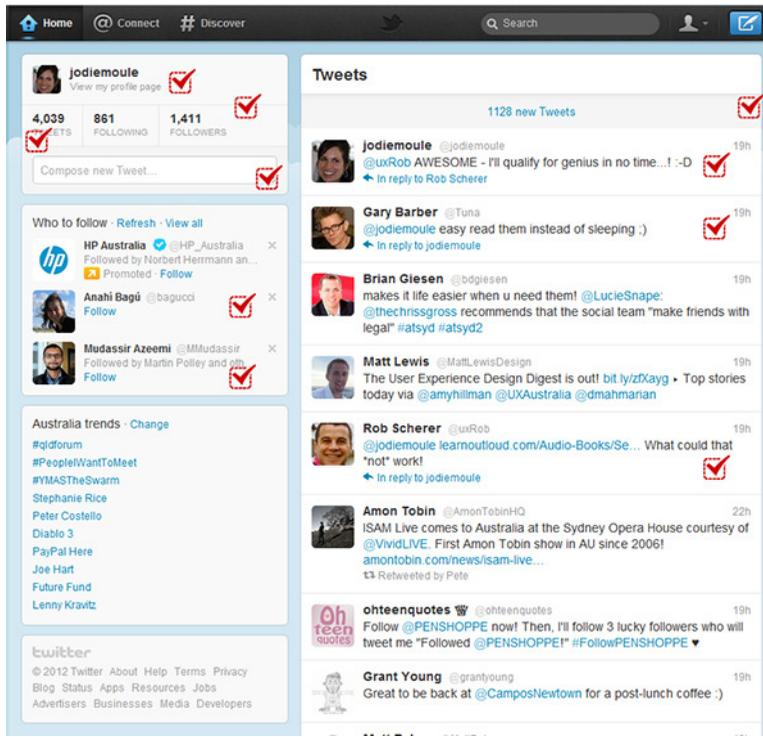 Home @ Connect # Discover Search
jodiemoule
View my profile page
4,039 861 1,411
TWEETS FOLLOWING FOLLOWERS
Compose new Tweet...
Who to follow · Refresh · View all
HP Australia @HP_Australia ×
Followed by Norbert Herrmann an...
Promoted · Follow
hp
Anahí Bagú @bagucci ×
Follow
Mudassir Azeemi @MMudassir ×
Followed by Martin Polley and oth
Follow
Australia trends · Change
#qldforum
#PeopleIWantToMeet
#YMASTheSwarm
Stephanie Rice
Peter Costello
Diablo 3
PayPal Here
Joe Hart
Future Fund
Lenny Kravitz
twitter
© 2012 Twitter About Help Terms Privacy
Blog Status Apps Resources Jobs
Advertisers Businesses Media Developers
Tweets
1128 new Tweets
jodiemoule @jodiemoule 19h
@uxRob AWESOME - I'll qualify for genius in no time...! :-D
In reply to Rob Scherer
Gary Barber @Tuna 19h
@jodiemoule easy read them instead of sleeping ;)
In reply to jodiemoule
Brian Giesen @bdgiesen 19h
makes it life easier when u need them! @LucieSnape:
@thechrissgross recommends that the social team "make friends with
legal" #atsyd #atsyd2
Matt Lewis @MattLewisDesign 19h
The User Experience Design Digest is out! bit.ly/zfXayg ▸ Top stories
today via @amyhillman @UXAustralia @dmahmarian
Rob Scherer @uxRob 19h
@jodiemoule learnoutloud.com/Audio-Books/Se... What could that
*not* work!
In reply to jodiemoule
Amon Tobin @AmonTobinHQ 22h
ISAM Live comes to Australia at the Sydney Opera House courtesy of
@VividLIVE. First Amon Tobin show in AU since 2006!
amontobin.com/news/isam-live...
Retweeted by Pete
Oh
teen
quotes
ohteenquotes @ohteenquotes 19h
Follow @PENSHOPPE now! Then, I'll follow 3 lucky followers who will
tweet me "Followed @PENSHOPPE!" #FollowPENSHOPPE ♥
Grant Young @grantyoung 19h
Great to be back at @CamposNewtown for a post-lunch coffee :)